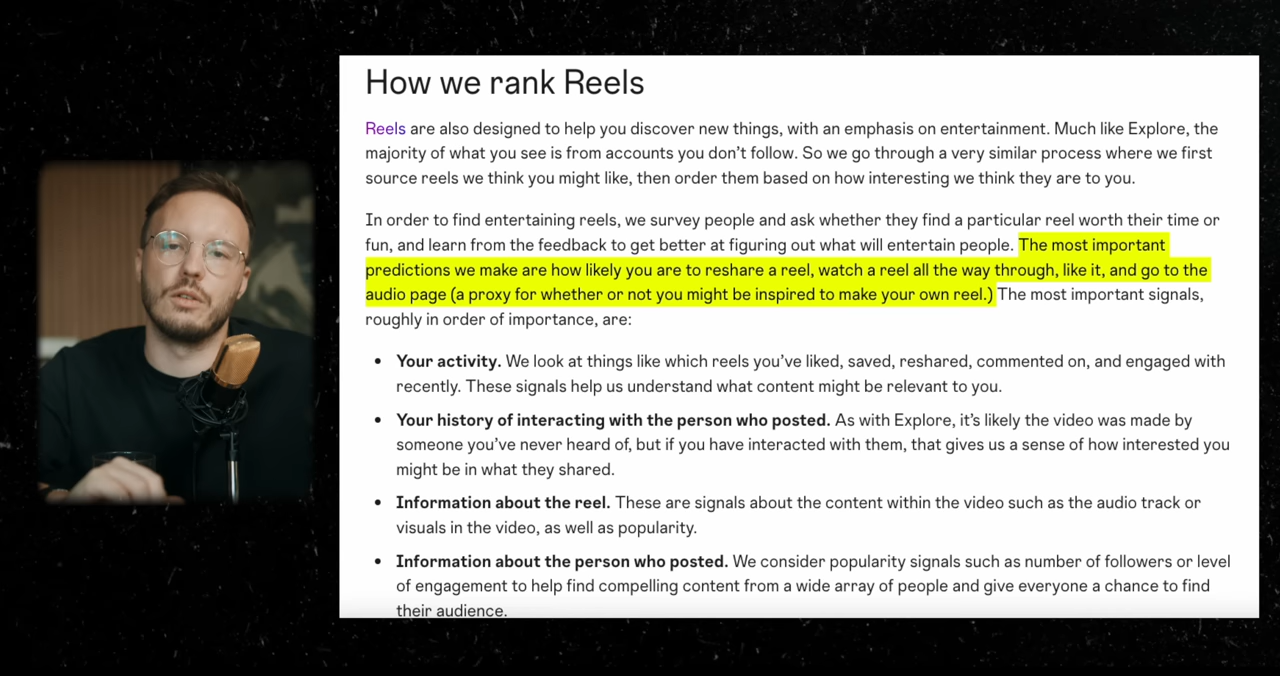 How we rank Reels
Reels are also designed to help you discover new things, with an emphasis on entertainment. Much like Explore, the
majority of what you see is from accounts you don’t follow. So we go through a very similar process where we first
source reels we think you might like, then order them based on how interesting we think they are to you.
In order to find entertaining reels, we survey people and ask whether they find a particular reel worth their time or
fun, and learn from the feedback to get better at figuring out what will entertain people. The most important
predictions we make are how likely you are to reshare a reel, watch a reel all the way through, like it, and go to the
audio page (a proxy for whether or not you might be inspired to make your own reel.) The most important signals,
roughly in order of importance, are:
• Your activity. We look at things like which reels you’ve liked, saved, reshared, commented on, and engaged with
recently. These signals help us understand what content might be relevant to you.
• Your history of interacting with the person who posted. As with Explore, it’s likely the video was made by
someone you’ve never heard of, but if you have interacted with them, that gives us a sense of how interested you
might be in what they shared.
• Information about the reel. These are signals about the content within the video such as the audio track or
visuals in the video, as well as popularity.
• Information about the person who posted. We consider popularity signals such as number of followers or level
of engagement to help find compelling content from a wide array of people and give everyone a chance to find
their audience.